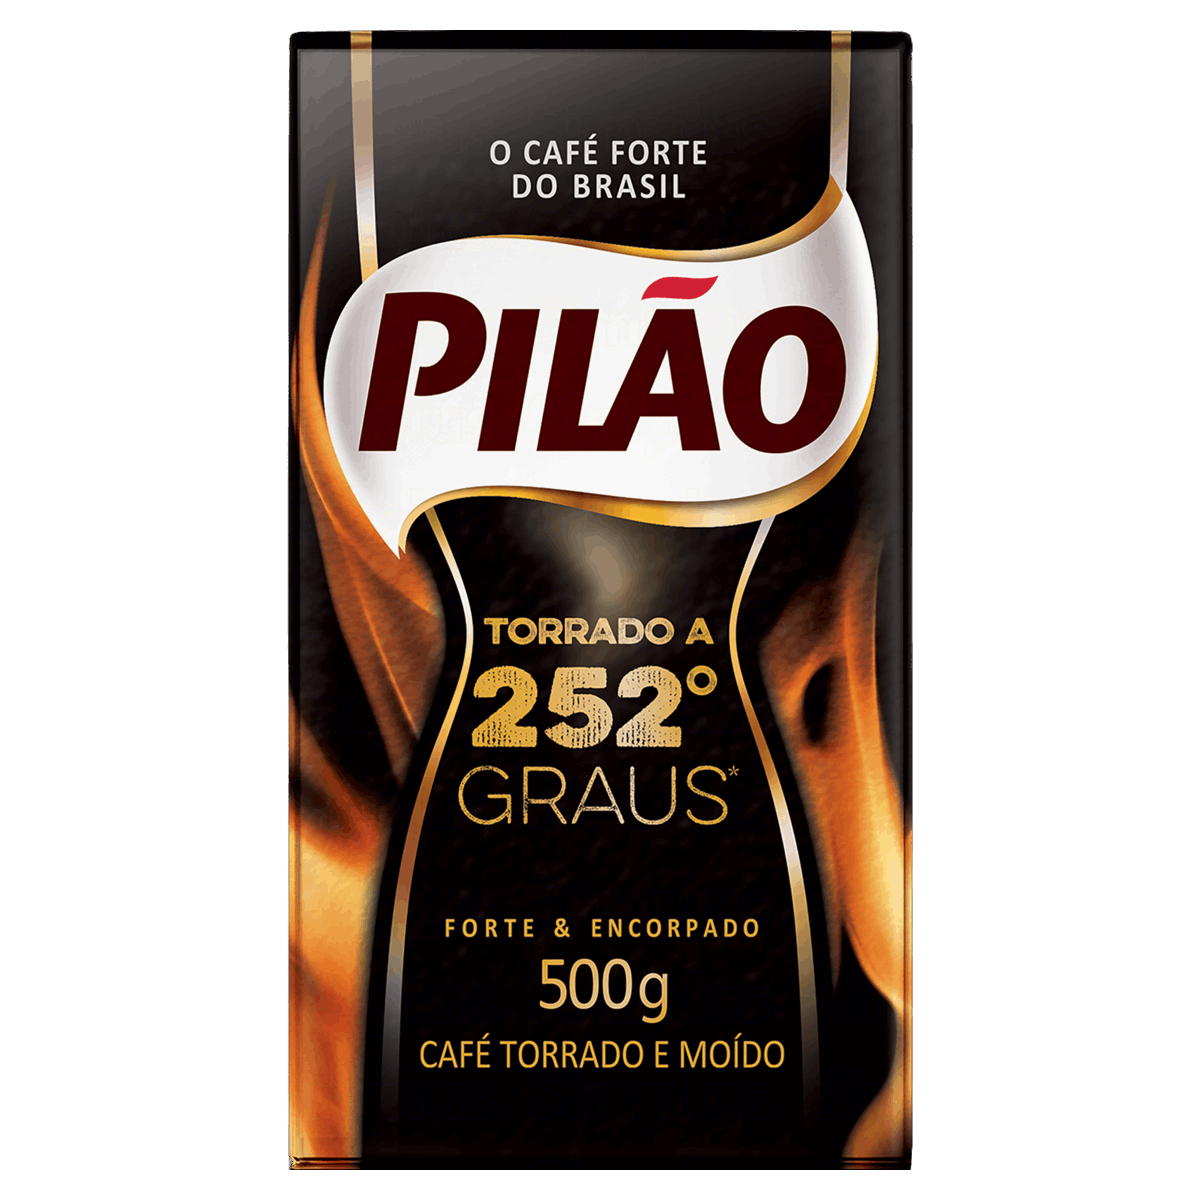 O CAFÉ FORTE
DO BRASIL
PILÃO
TORRADO A
252°
GRAUS*
FORTE & ENCORPADO
500g
CAFÉ TORRADO E MOÍDO